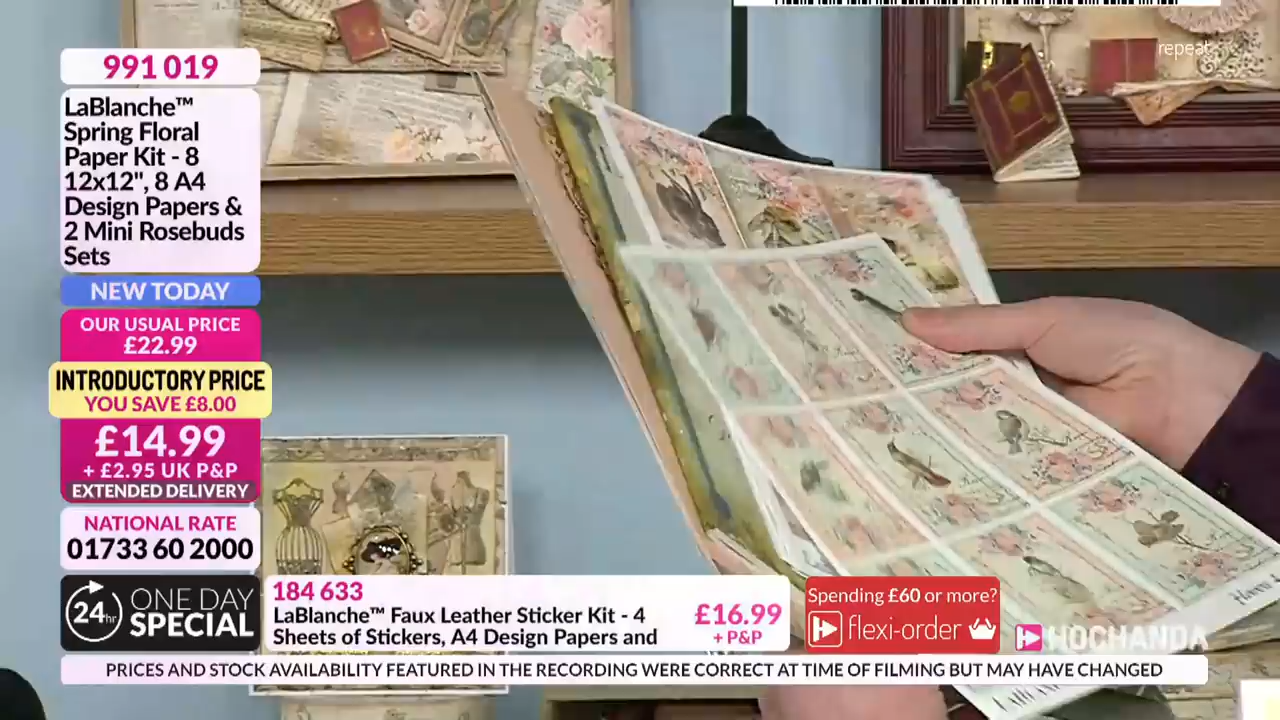 repeat
991 019
LaBlanche™
Spring Floral
Paper Kit - 8
12x12", 8 A4
Design Papers &
2 Mini Rosebuds
Sets
NEW TODAY
OUR USUAL PRICE
£22.99
INTRODUCTORY PRICE
YOU SAVE £8.00
£14.99
+ £2.95 UK P&P
EXTENDED DELIVERY
NATIONAL RATE
01733 60 2000
24hr ONE DAY SPECIAL
184 633
LaBlanche™ Faux Leather Sticker Kit - 4
Sheets of Stickers, A4 Design Papers and
£16.99
+ P&P
Spending £60 or more?
flexi-order
HOCHANDA
PRICES AND STOCK AVAILABILITY FEATURED IN THE RECORDING WERE CORRECT AT TIME OF FILMING BUT MAY HAVE CHANGED